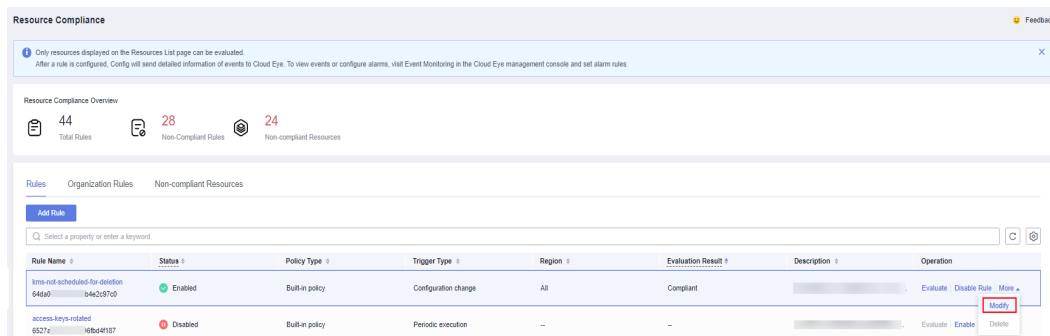 Resource Compliance
Feedbac
Only resources displayed on the Resources List page can be evaluated.
After a rule is configured, Config will send detailed information of events to Cloud Eye. To view events or configure alarms, visit Event Monitoring in the Cloud Eye management console and set alarm rules.
Resource Compliance Overview
44
Total Rules
28
Non-Compliant Rules
24
Non-compliant Resources
Rules Organization Rules Non-compliant Resources
Add Rule
Select a property or enter a keyword.
Rule Name Status Policy Type Trigger Type Region Evaluation Result Description Operation
kms-not-scheduled-for-deletion
64da0 b4e2c97c0
Enabled Built-in policy Configuration change All Compliant Evaluate Disable Rule More
Modify
access-keys-rotated
6527a 6fbd4f187
Disabled Built-in policy Periodic execution -- -- Evaluate Enable
Delete